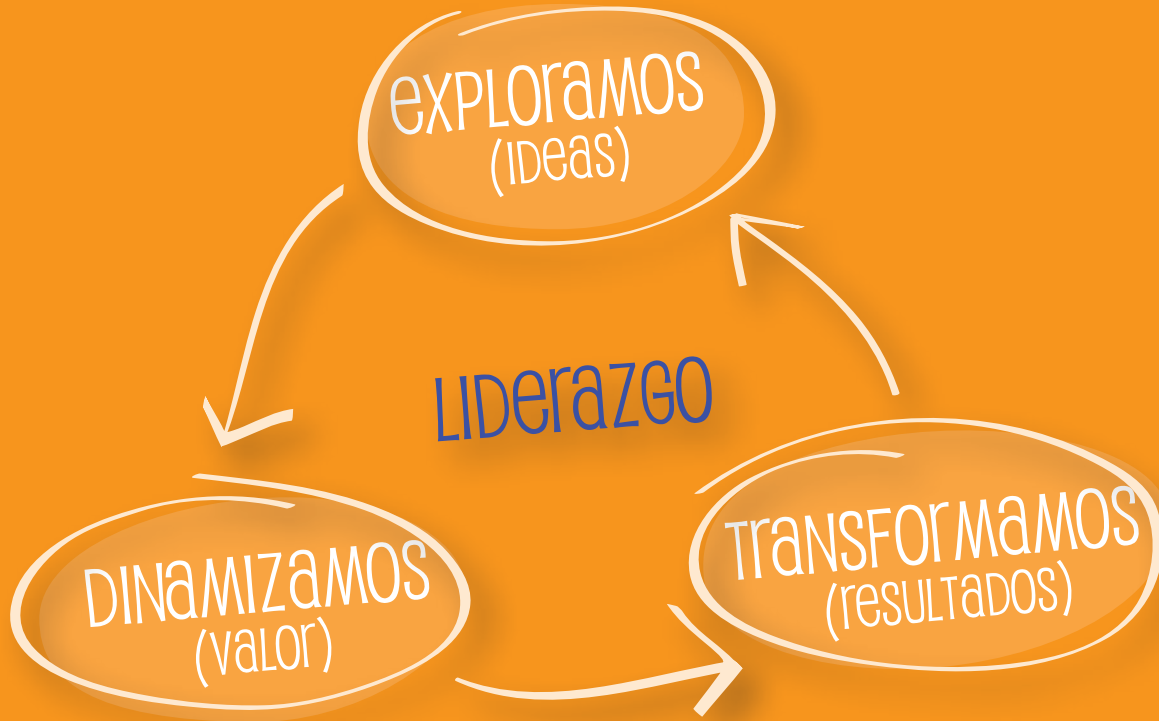 exploramos
(ideas)
Liderazgo
Dinamizamos
(valor)
Transformamos
(resultados)